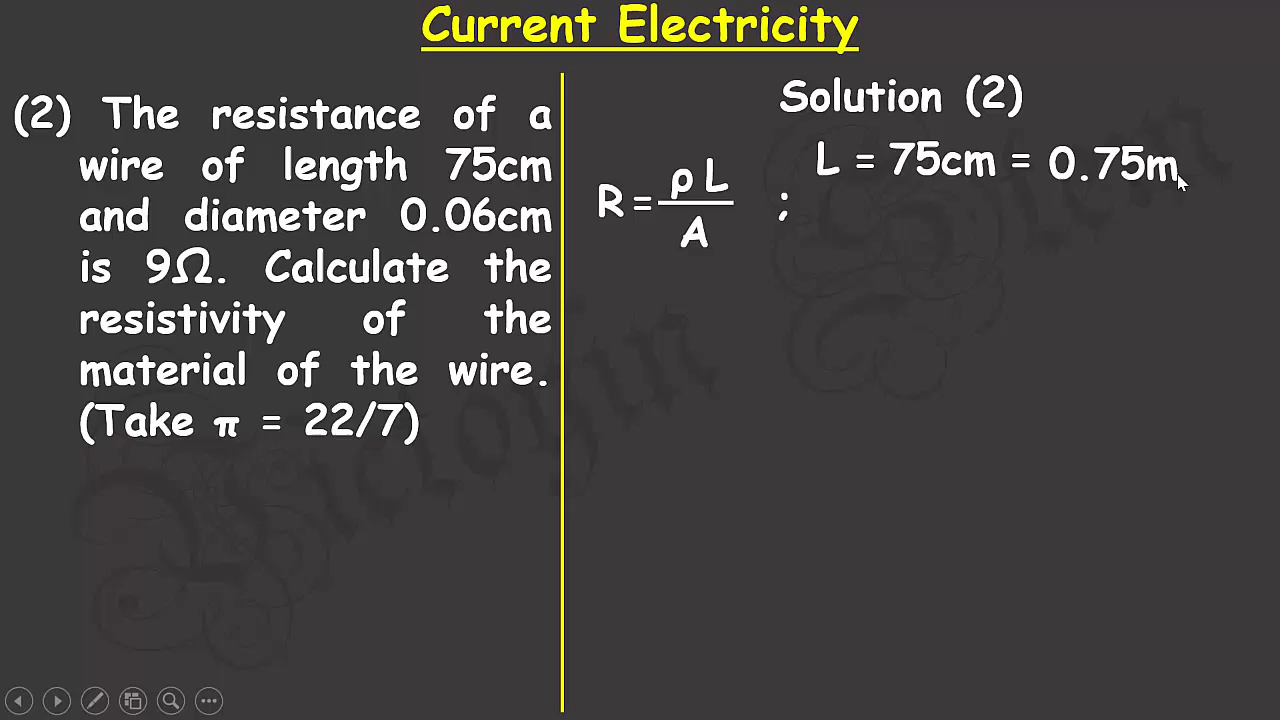 Current Electricity
(2) The resistance of a
wire of length 75cm
and diameter 0.06cm
is 9Ω. Calculate the
resistivity of the
material of the wire.
(Take π = 22/7)
Solution (2)
R = ρL/A ; L = 75cm = 0.75m